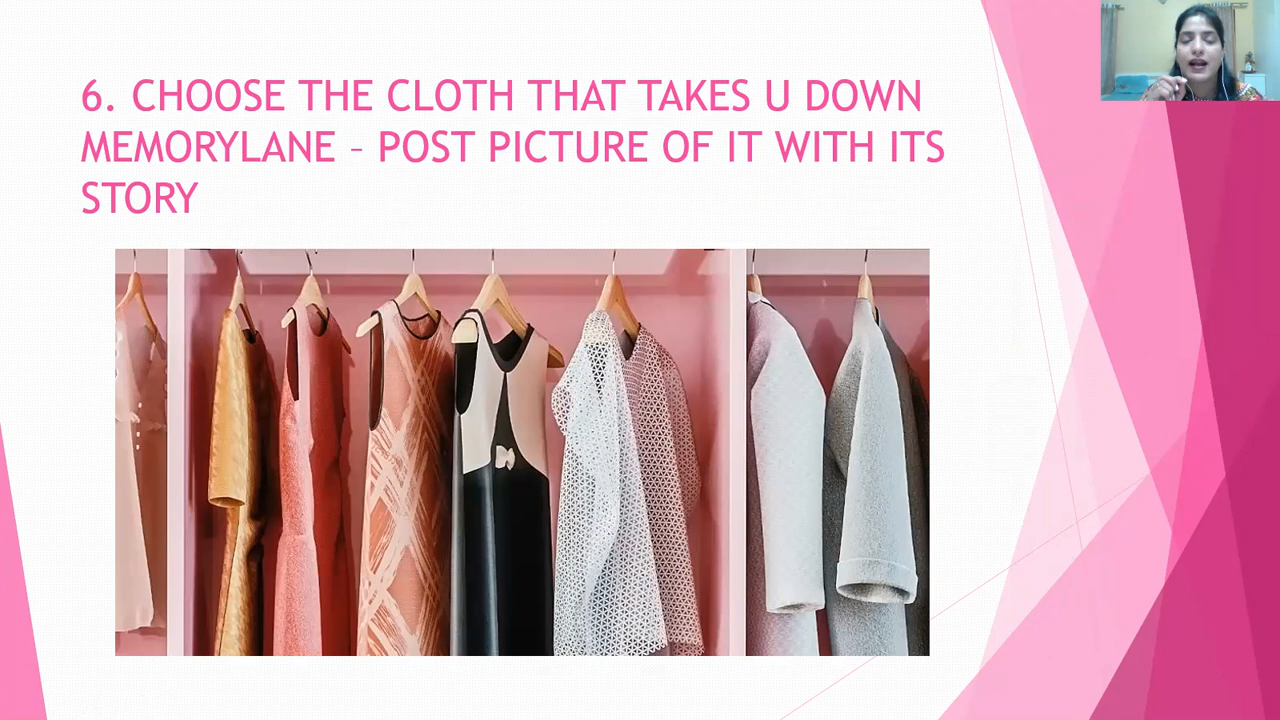 6. CHOOSE THE CLOTH THAT TAKES U DOWN
MEMORYLANE – POST PICTURE OF IT WITH ITS
STORY